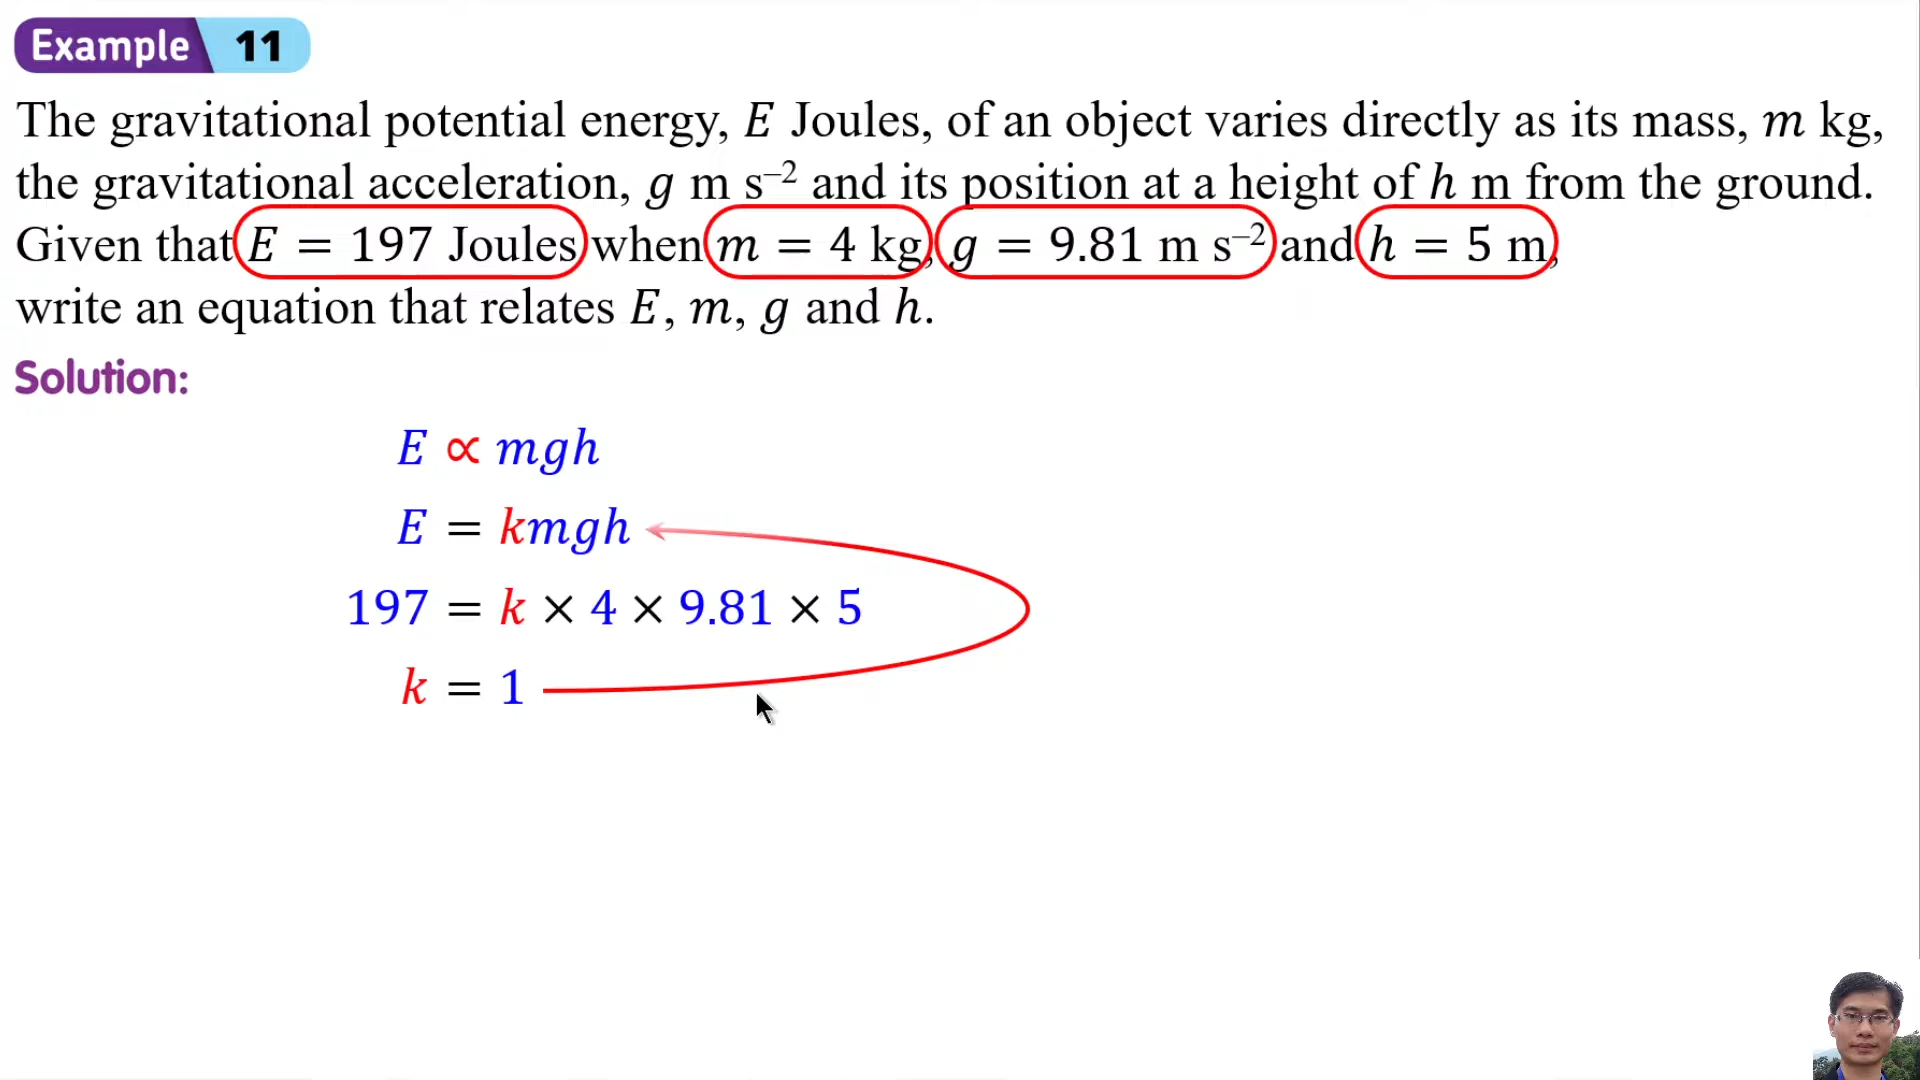 Example 11
The gravitational potential energy, E Joules, of an object varies directly as its mass, m kg,
the gravitational acceleration, g m s⁻² and its position at a height of h m from the ground.
Given that E = 197 Joules when m = 4 kg, g = 9.81 m s⁻² and h = 5 m,
write an equation that relates E, m, g and h.
Solution:
E ∝ mgh
E = kmgh
197 = k × 4 × 9.81 × 5
k = 1